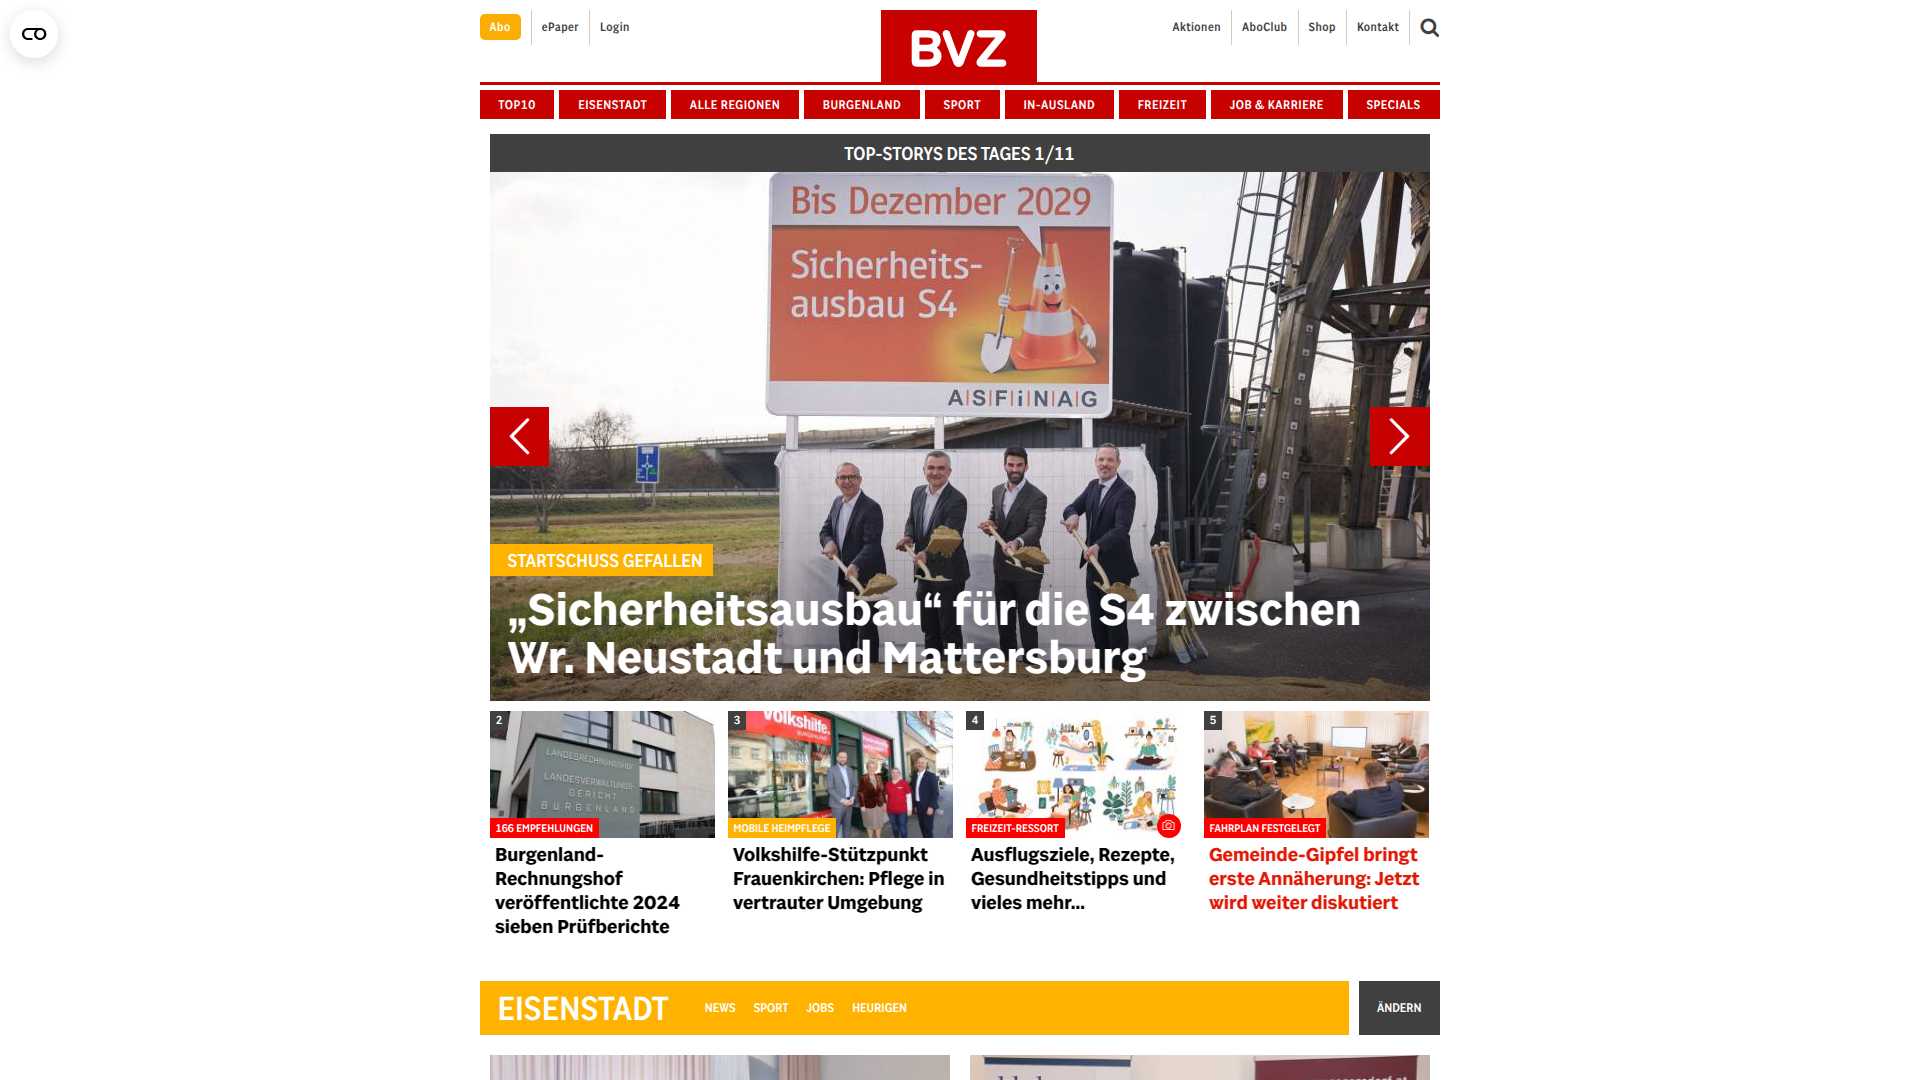 Abo
ePaper
Login
BVZ
Aktionen
AboClub
Shop
Kontakt
TOP10
EISENSTADT
ALLE REGIONEN
BURGENLAND
SPORT
IN-AUSLAND
FREIZEIT
JOB & KARRIERE
SPECIALS
TOP-STORYS DES TAGES 1/11
Bis Dezember 2029
Sicherheits-
ausbau S4
A|S|F|i|N|A|G
STARTSCHUSS GEFALLEN
„Sicherheitsausbau“ für die S4 zwischen
Wr. Neustadt und Mattersburg
2
LANDESRECHNUNGSHOF
LANDESVERWALTUNGS-
GERICHT
BURGENLAND
166 EMPFEHLUNGEN
Burgenland-
Rechnungshof
veröffentlichte 2024
sieben Prüfberichte
3
volkshilfe.
BURGENLAND
MOBILE HEIMPFLEGE
Volkshilfe-Stützpunkt
Frauenkirchen: Pflege in
vertrauter Umgebung
4
FREIZEIT-RESSORT
Ausflugsziele, Rezepte,
Gesundheitstipps und
vieles mehr...
5
FAHRPLAN FESTGELEGT
Gemeinde-Gipfel bringt
erste Annäherung: Jetzt
wird weiter diskutiert
EISENSTADT
NEWS
SPORT
JOBS
HEURIGEN
ÄNDERN